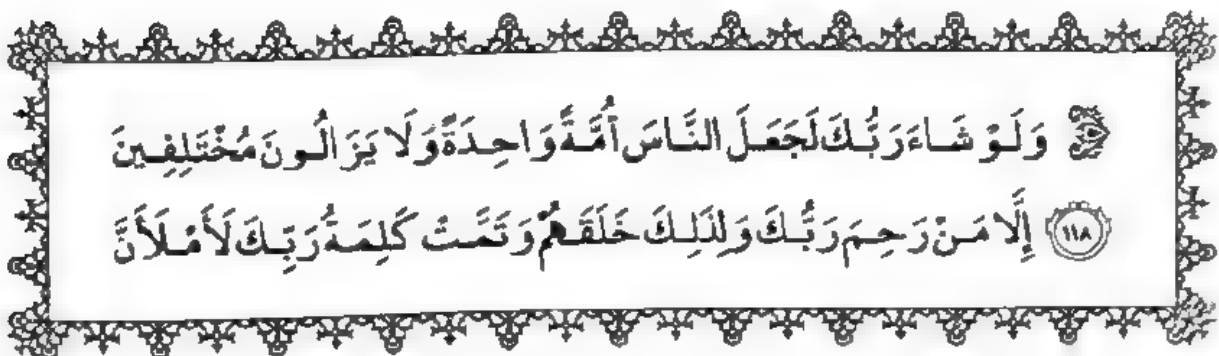 وَلَوْ شَاءَ رَبُّكَ لَجَعَلَ النَّاسَ أُمَّةً وَاحِدَةً وَلَا يَزَالُونَ مُخْتَلِفِينَ
١١٨ إِلَّا مَنْ رَحِمَ رَبُّكَ وَلِذَلِكَ خَلَقَهُمْ وَتَمَّتْ كَلِمَةُ رَبِّكَ لَأَمْلَأَنَّ